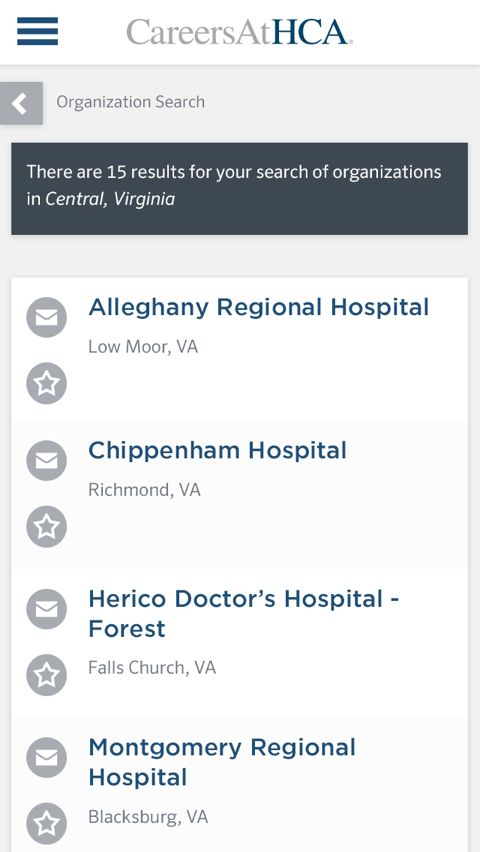 CareersAtHCA®
Organization Search
There are 15 results for your search of organizations
in Central, Virginia
Alleghany Regional Hospital
Low Moor, VA
Chippenham Hospital
Richmond, VA
Herico Doctor’s Hospital -
Forest
Falls Church, VA
Montgomery Regional
Hospital
Blacksburg, VA